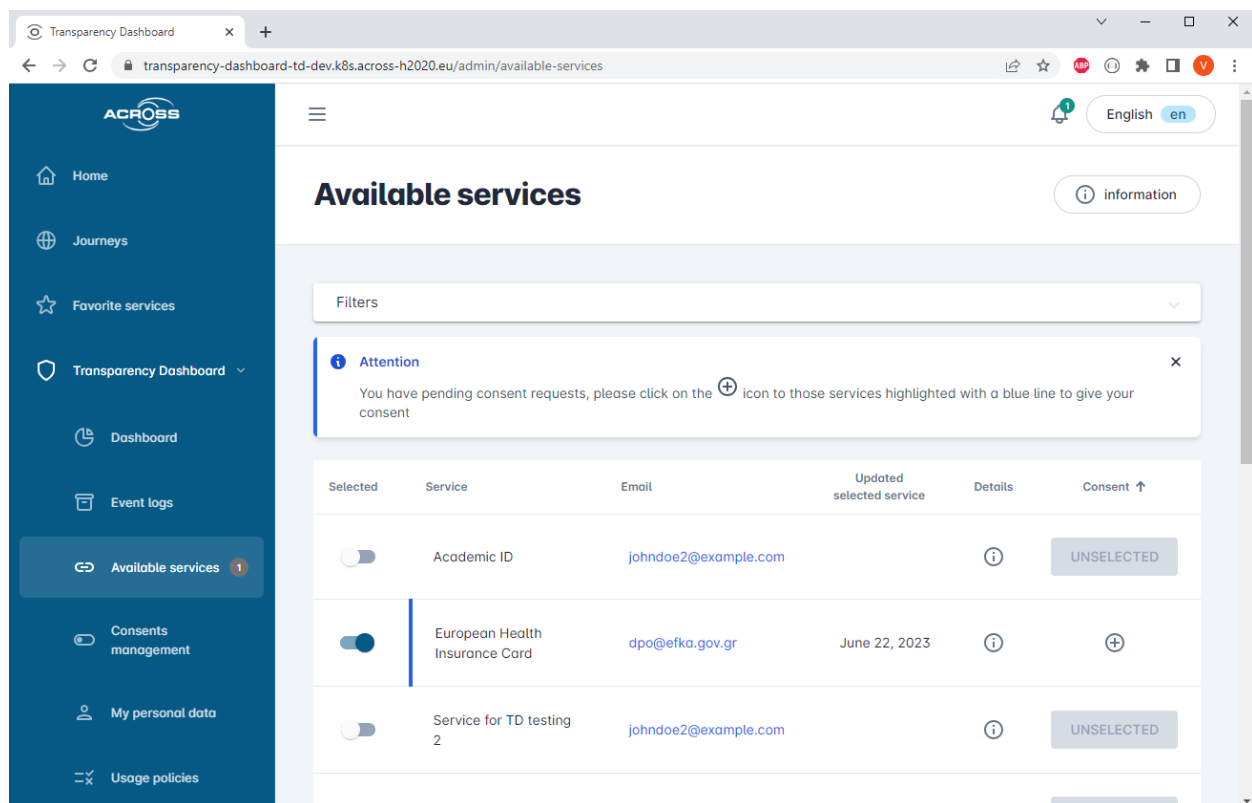 Transparency Dashboard
transparency-dashboard-td-dev.k8s.across-h2020.eu/admin/available-services
ABP
V
ACROSS
1
English en
Home
Available services
information
Journeys
Filters
Favorite services
Attention
Transparency Dashboard
You have pending consent requests, please click on the icon to those services highlighted with a blue line to give your
consent
Dashboard
Selected Service Email Updated
selected service Details Consent ↑
Event logs
Academic ID johndoe2@example.com UNSELECTED
Available services 1
Consents
management
European Health
Insurance Card dpo@efka.gov.gr June 22, 2023
My personal data
Service for TD testing
2 johndoe2@example.com UNSELECTED
Usage policies